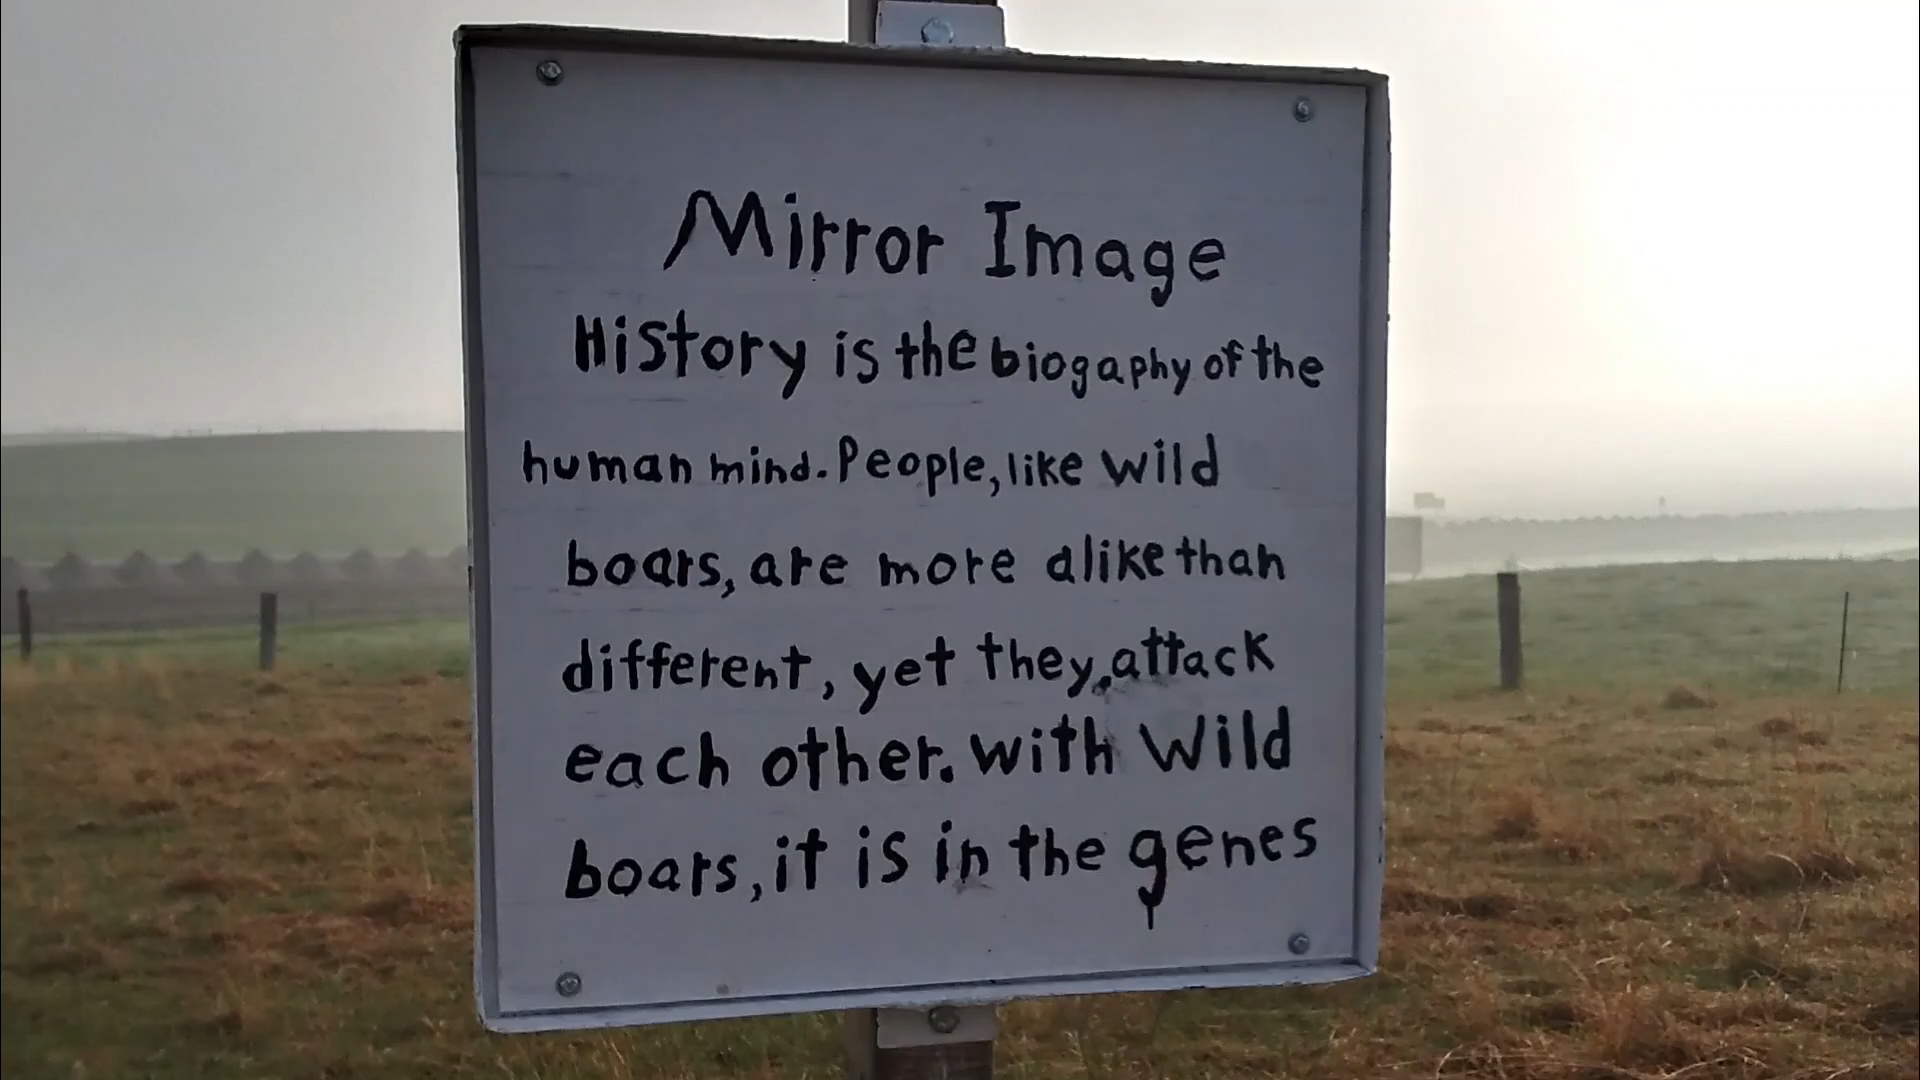 Mirror Image
History is the biogaphy of the
human mind. People, like wild
boars, are more alike than
different, yet they, attack
each other. with wild
boars, it is in the genes